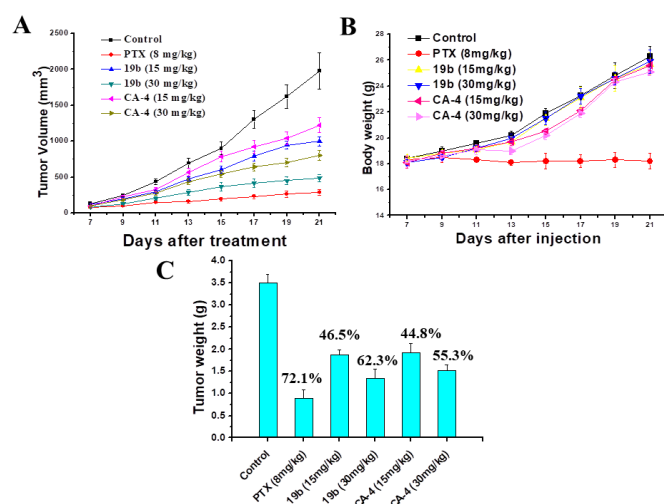 A
Control
PTX (8 mg/kg)
19b (15 mg/kg)
19b (30 mg/kg)
CA-4 (15 mg/kg)
CA-4 (30 mg/kg)
Tumor Volume (mm3)
2500
2000
1500
1000
500
0
7 9 11 13 15 17 19 21
Days after treatment
B
Control
PTX (8mg/kg)
19b (15mg/kg)
19b (30mg/kg)
CA-4 (15mg/kg)
CA-4 (30mg/kg)
Body weight (g)
28
26
24
22
20
18
16
14
7 9 11 13 15 17 19 21
Days after injection
C
Tumor weight (g)
4.0
3.5
3.0
2.5
2.0
1.5
1.0
0.5
0.0
72.1%
46.5%
62.3%
44.8%
55.3%
Control
PTX (8mg/kg)
19b (15mg/kg)
19b (30mg/kg)
CA-4 (15mg/kg)
CA-4 (30mg/kg)